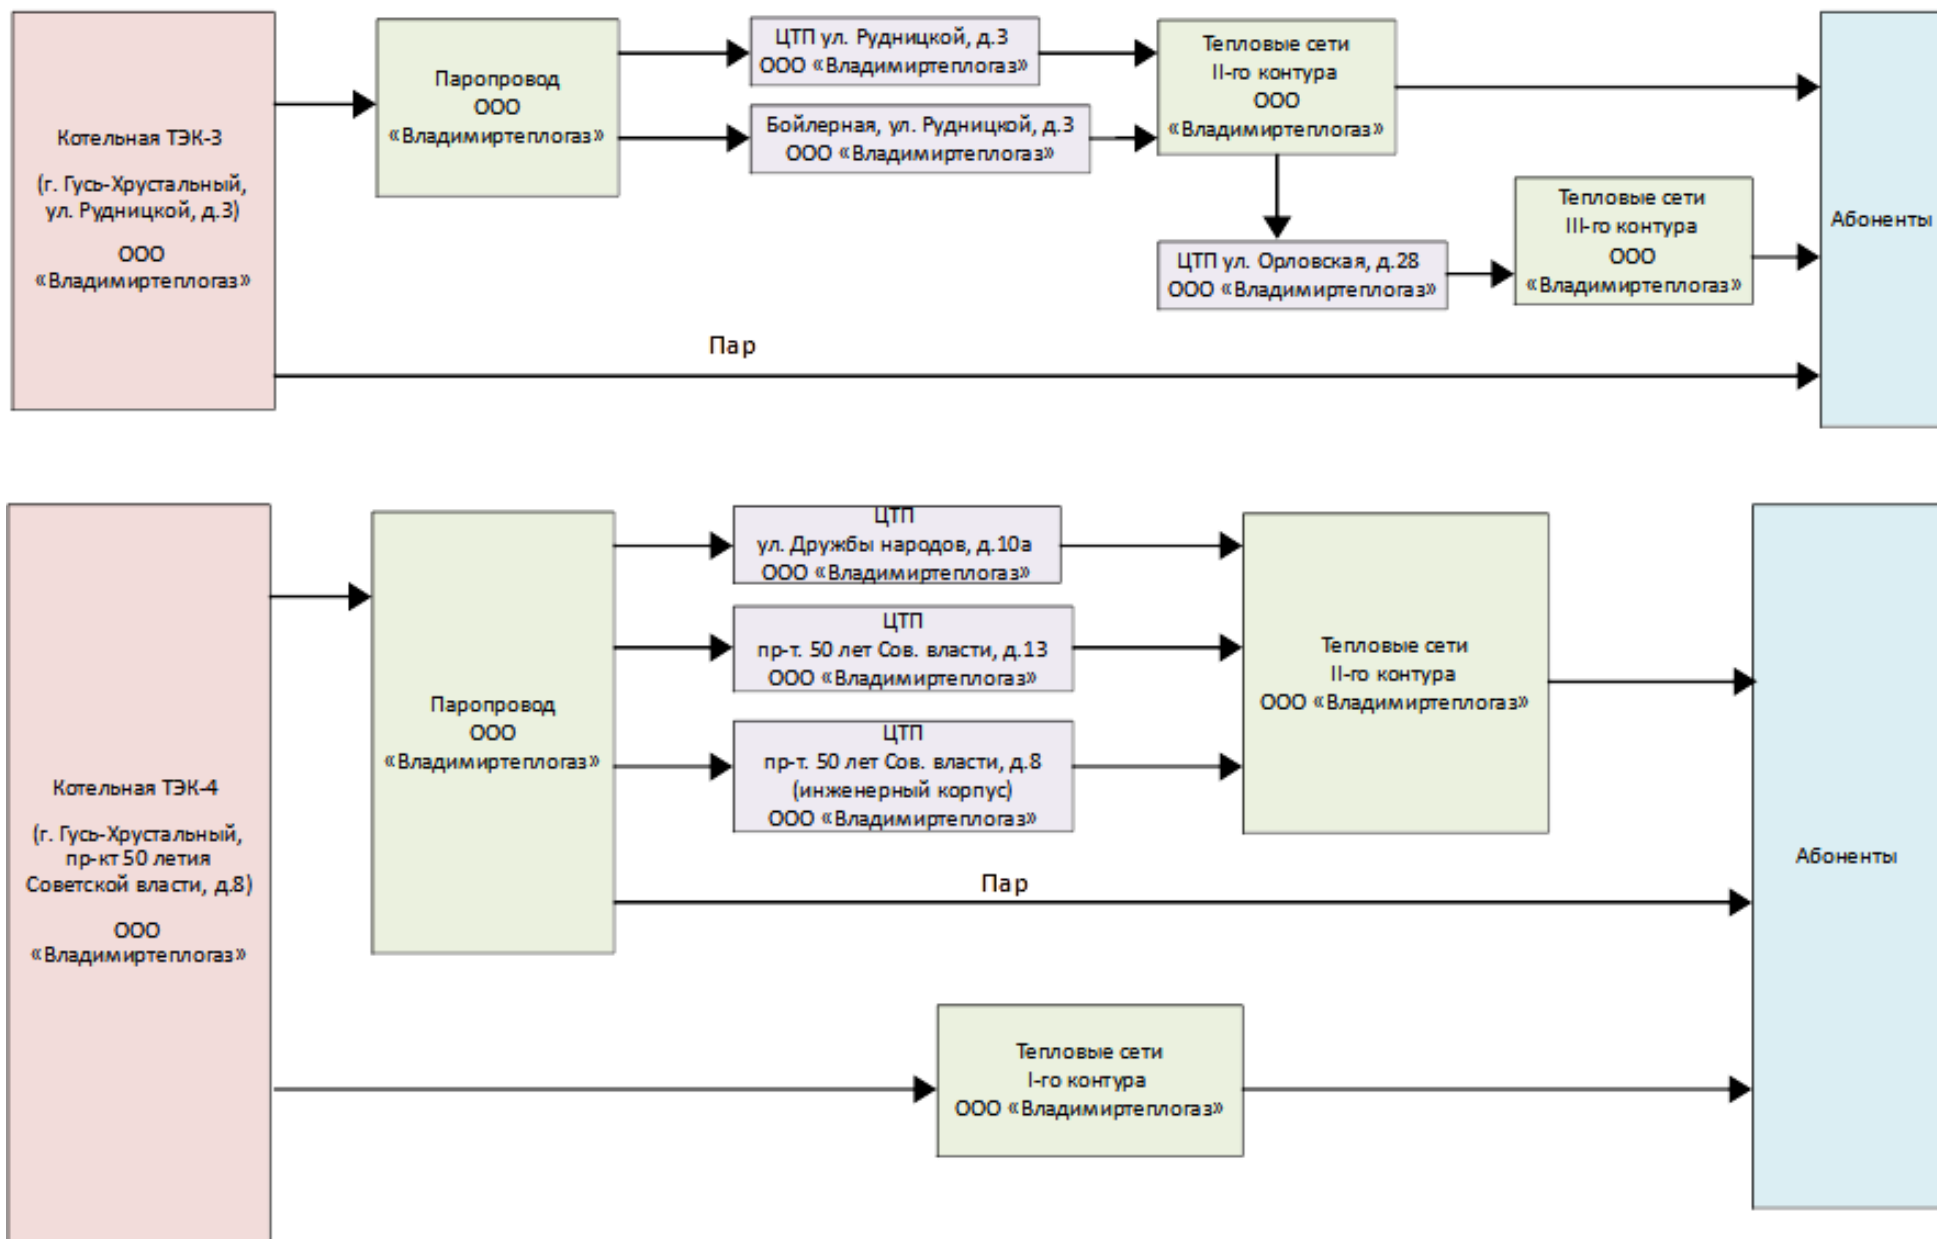 Котельная ТЭК-3
(г. Гусь-Хрустальный,
ул. Рудницкой, д.3)
ООО
«Владимиртеплогаз»
Паропровод
ООО
«Владимиртеплогаз»
ЦТП ул. Рудницкой, д.3
ООО «Владимиртеплогаз»
Бойлерная, ул. Рудницкой, д.3
ООО «Владимиртеплогаз»
Тепловые сети
II-го контура
ООО
«Владимиртеплогаз»
ЦТП ул. Орловская, д.28
ООО «Владимиртеплогаз»
Тепловые сети
III-го контура
ООО
«Владимиртеплогаз»
Абоненты
Пар
Котельная ТЭК-4
(г. Гусь-Хрустальный,
пр-кт 50 летия
Советской власти, д.8)
ООО
«Владимиртеплогаз»
Паропровод
ООО
«Владимиртеплогаз»
ЦТП
ул. Дружбы народов, д.10а
ООО «Владимиртеплогаз»
ЦТП
пр-т. 50 лет Сов. власти, д.13
ООО «Владимиртеплогаз»
ЦТП
пр-т. 50 лет Сов. власти, д.8
(инженерный корпус)
ООО «Владимиртеплогаз»
Тепловые сети
II-го контура
ООО «Владимиртеплогаз»
Пар
Абоненты
Тепловые сети
I-го контура
ООО «Владимиртеплогаз»